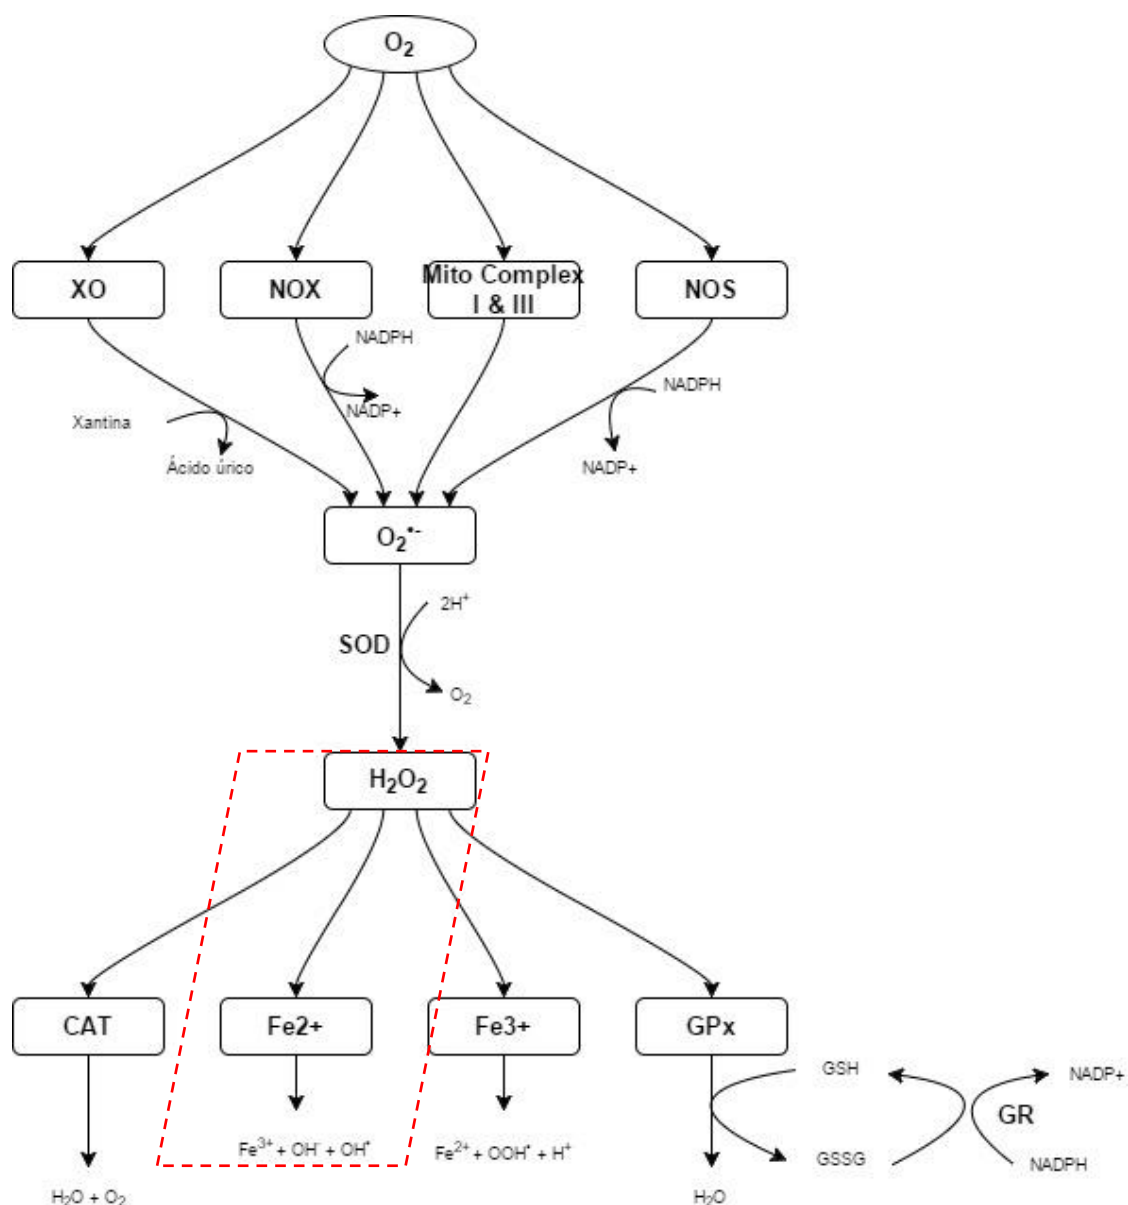 O₂
XO
NOX
Mito Complex
I & III
NOS
NADPH
NADP+
NADPH
NADP+
Xantina
Ácido úrico
O₂•-
2H⁺
SOD
O₂
H₂O₂
CAT
Fe2+
Fe3+
GPx
GSH
NADP+
GR
GSSG
NADPH
Fe³⁺ + OH⁻ + OH•
Fe²⁺ + OOH• + H⁺
H₂O + O₂
H₂O